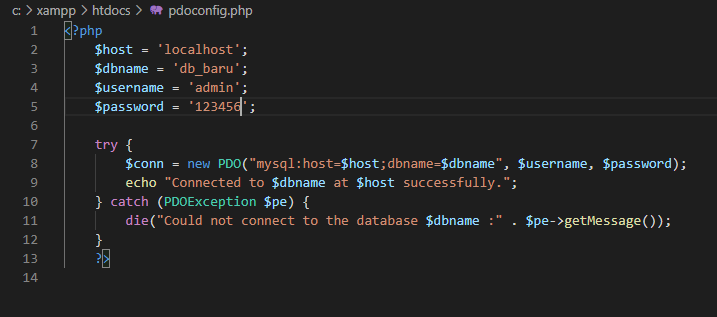 c: > xampp > htdocs > pdoconfig.php
1 <?php
2 $host = 'localhost';
3 $dbname = 'db_baru';
4 $username = 'admin';
5 $password = '123456';
6
7 try {
8 $conn = new PDO("mysql:host=$host;dbname=$dbname", $username, $password);
9 echo "Connected to $dbname at $host successfully.";
10 } catch (PDOException $pe) {
11 die("Could not connect to the database $dbname :" . $pe->getMessage());
12 }
13 ?>
14